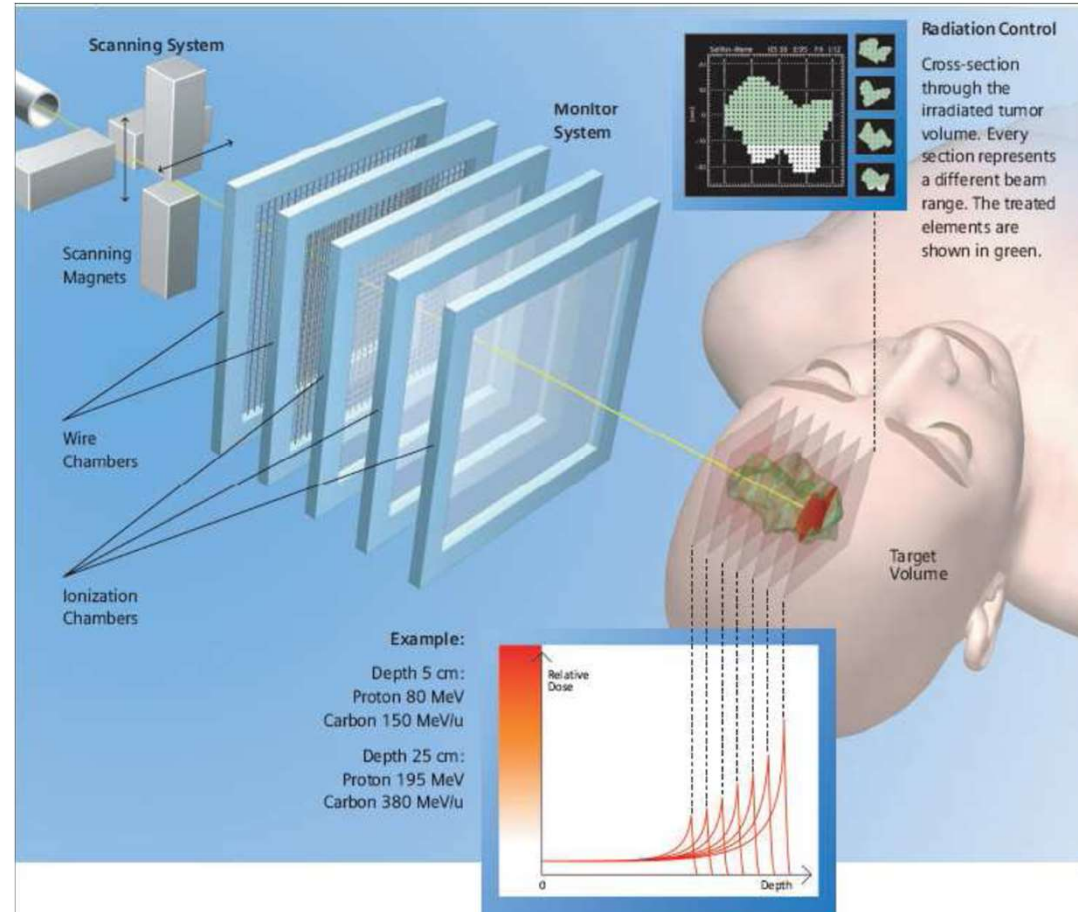 Scanning System
Scanning
Magnets
Monitor
System
Wire
Chambers
Ionization
Chambers
Radiation Control
Cross-section
through the
irradiated tumor
volume. Every
section represents
a different beam
range. The treated
elements are
shown in green.
Target
Volume
Example:
Depth 5 cm:
Proton 80 MeV
Carbon 150 MeV/u
Depth 25 cm:
Proton 195 MeV
Carbon 380 MeV/u
Relative
Dose
0
Depth